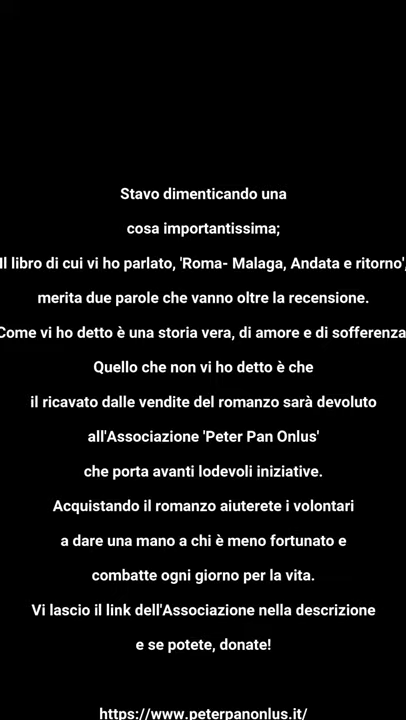 Stavo dimenticando una
cosa importantissima;
Il libro di cui vi ho parlato, 'Roma- Malaga, Andata e ritorno',
merita due parole che vanno oltre la recensione.
Come vi ho detto è una storia vera, di amore e di sofferenza
Quello che non vi ho detto è che
il ricavato dalle vendite del romanzo sarà devoluto
all'Associazione 'Peter Pan Onlus'
che porta avanti lodevoli iniziative.
Acquistando il romanzo aiuterete i volontari
a dare una mano a chi è meno fortunato e
combatte ogni giorno per la vita.
Vi lascio il link dell'Associazione nella descrizione
e se potete, donate!
https://www.peterpanonlus.it/